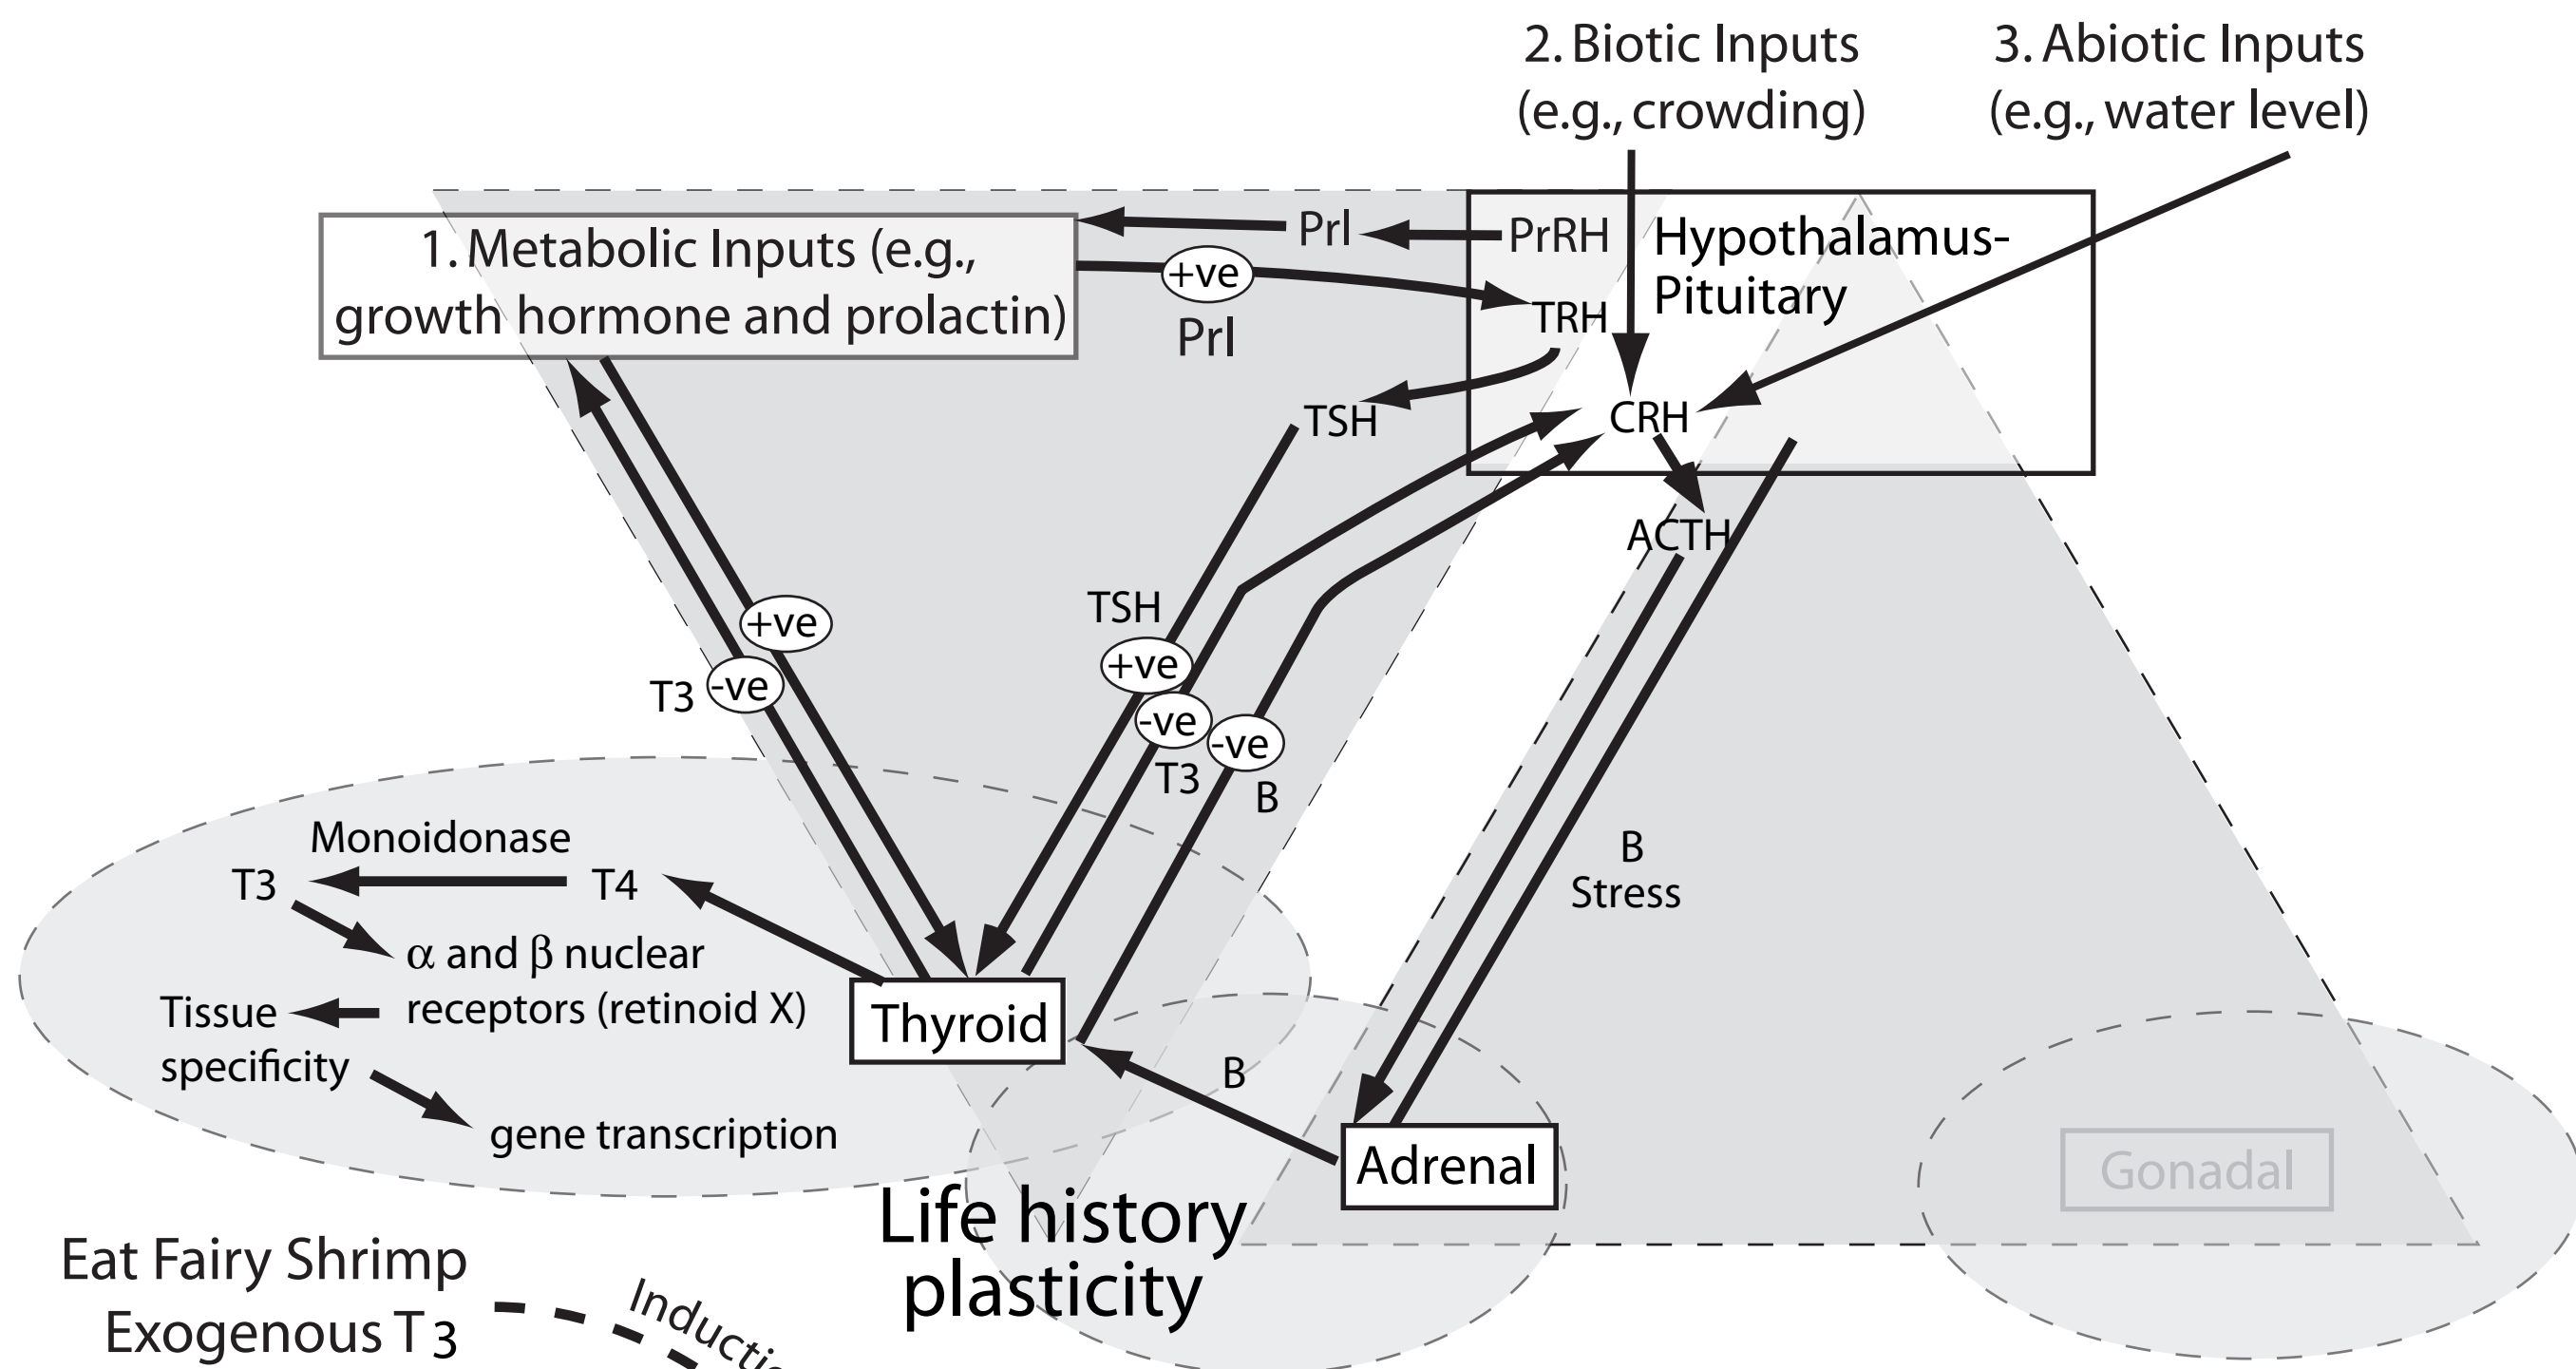 2. Biotic Inputs
(e.g., crowding)
3. Abiotic Inputs
(e.g., water level)
1. Metabolic Inputs (e.g.,
growth hormone and prolactin)
Prl
PrRH
Hypothalamus-
Pituitary
+ve
Prl
TRH
TSH
CRH
ACTH
+ve
T3
-ve
TSH
+ve
-ve
T3
-ve
B
B
Stress
Monoidonase
T3
T4
α and β nuclear
receptors (retinoid X)
Tissue
specificity
gene transcription
Thyroid
B
Adrenal
Gonadal
Life history
plasticity
Eat Fairy Shrimp
Exogenous T 3